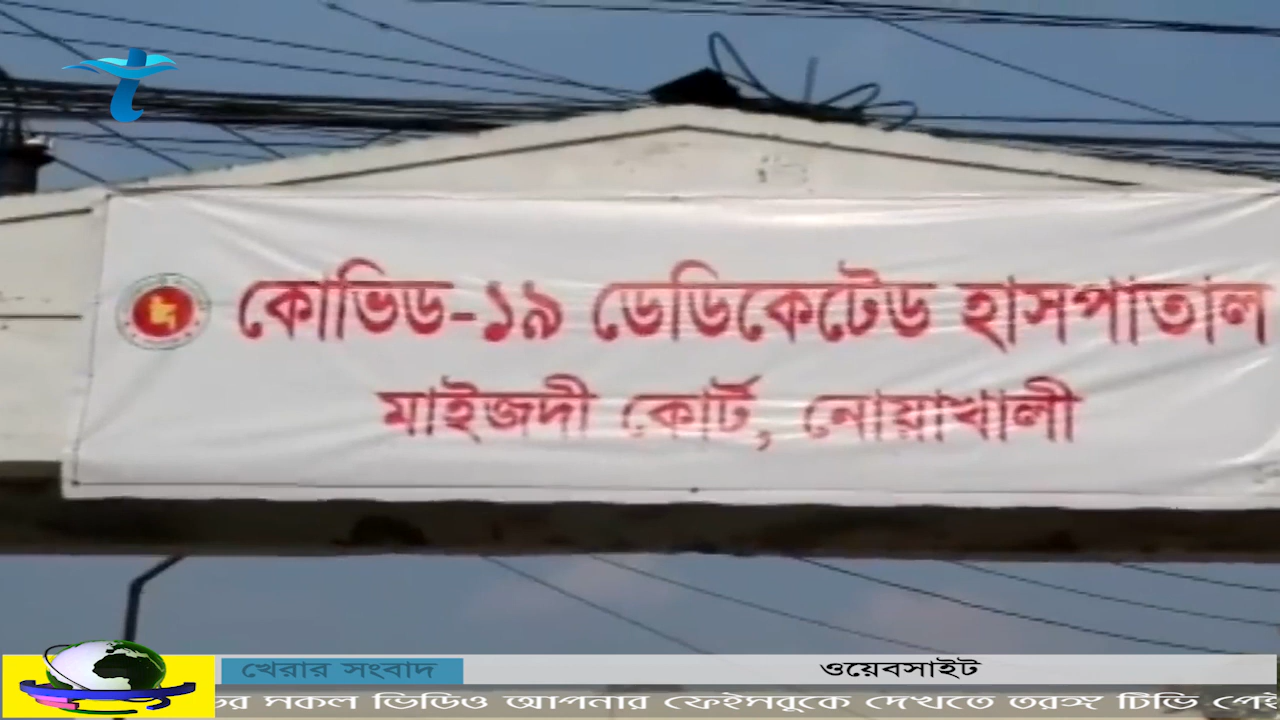 কোভিড-১৯ ডেডিকেটেড হাসপাতাল
মাইজদী কোর্ট, নোয়াখালী
খেরার সংবাদ
ওয়েবসাইট
সকল ভিডিও আপনার ফেইসবুকে দেখতে তরঙ্গ টিভি